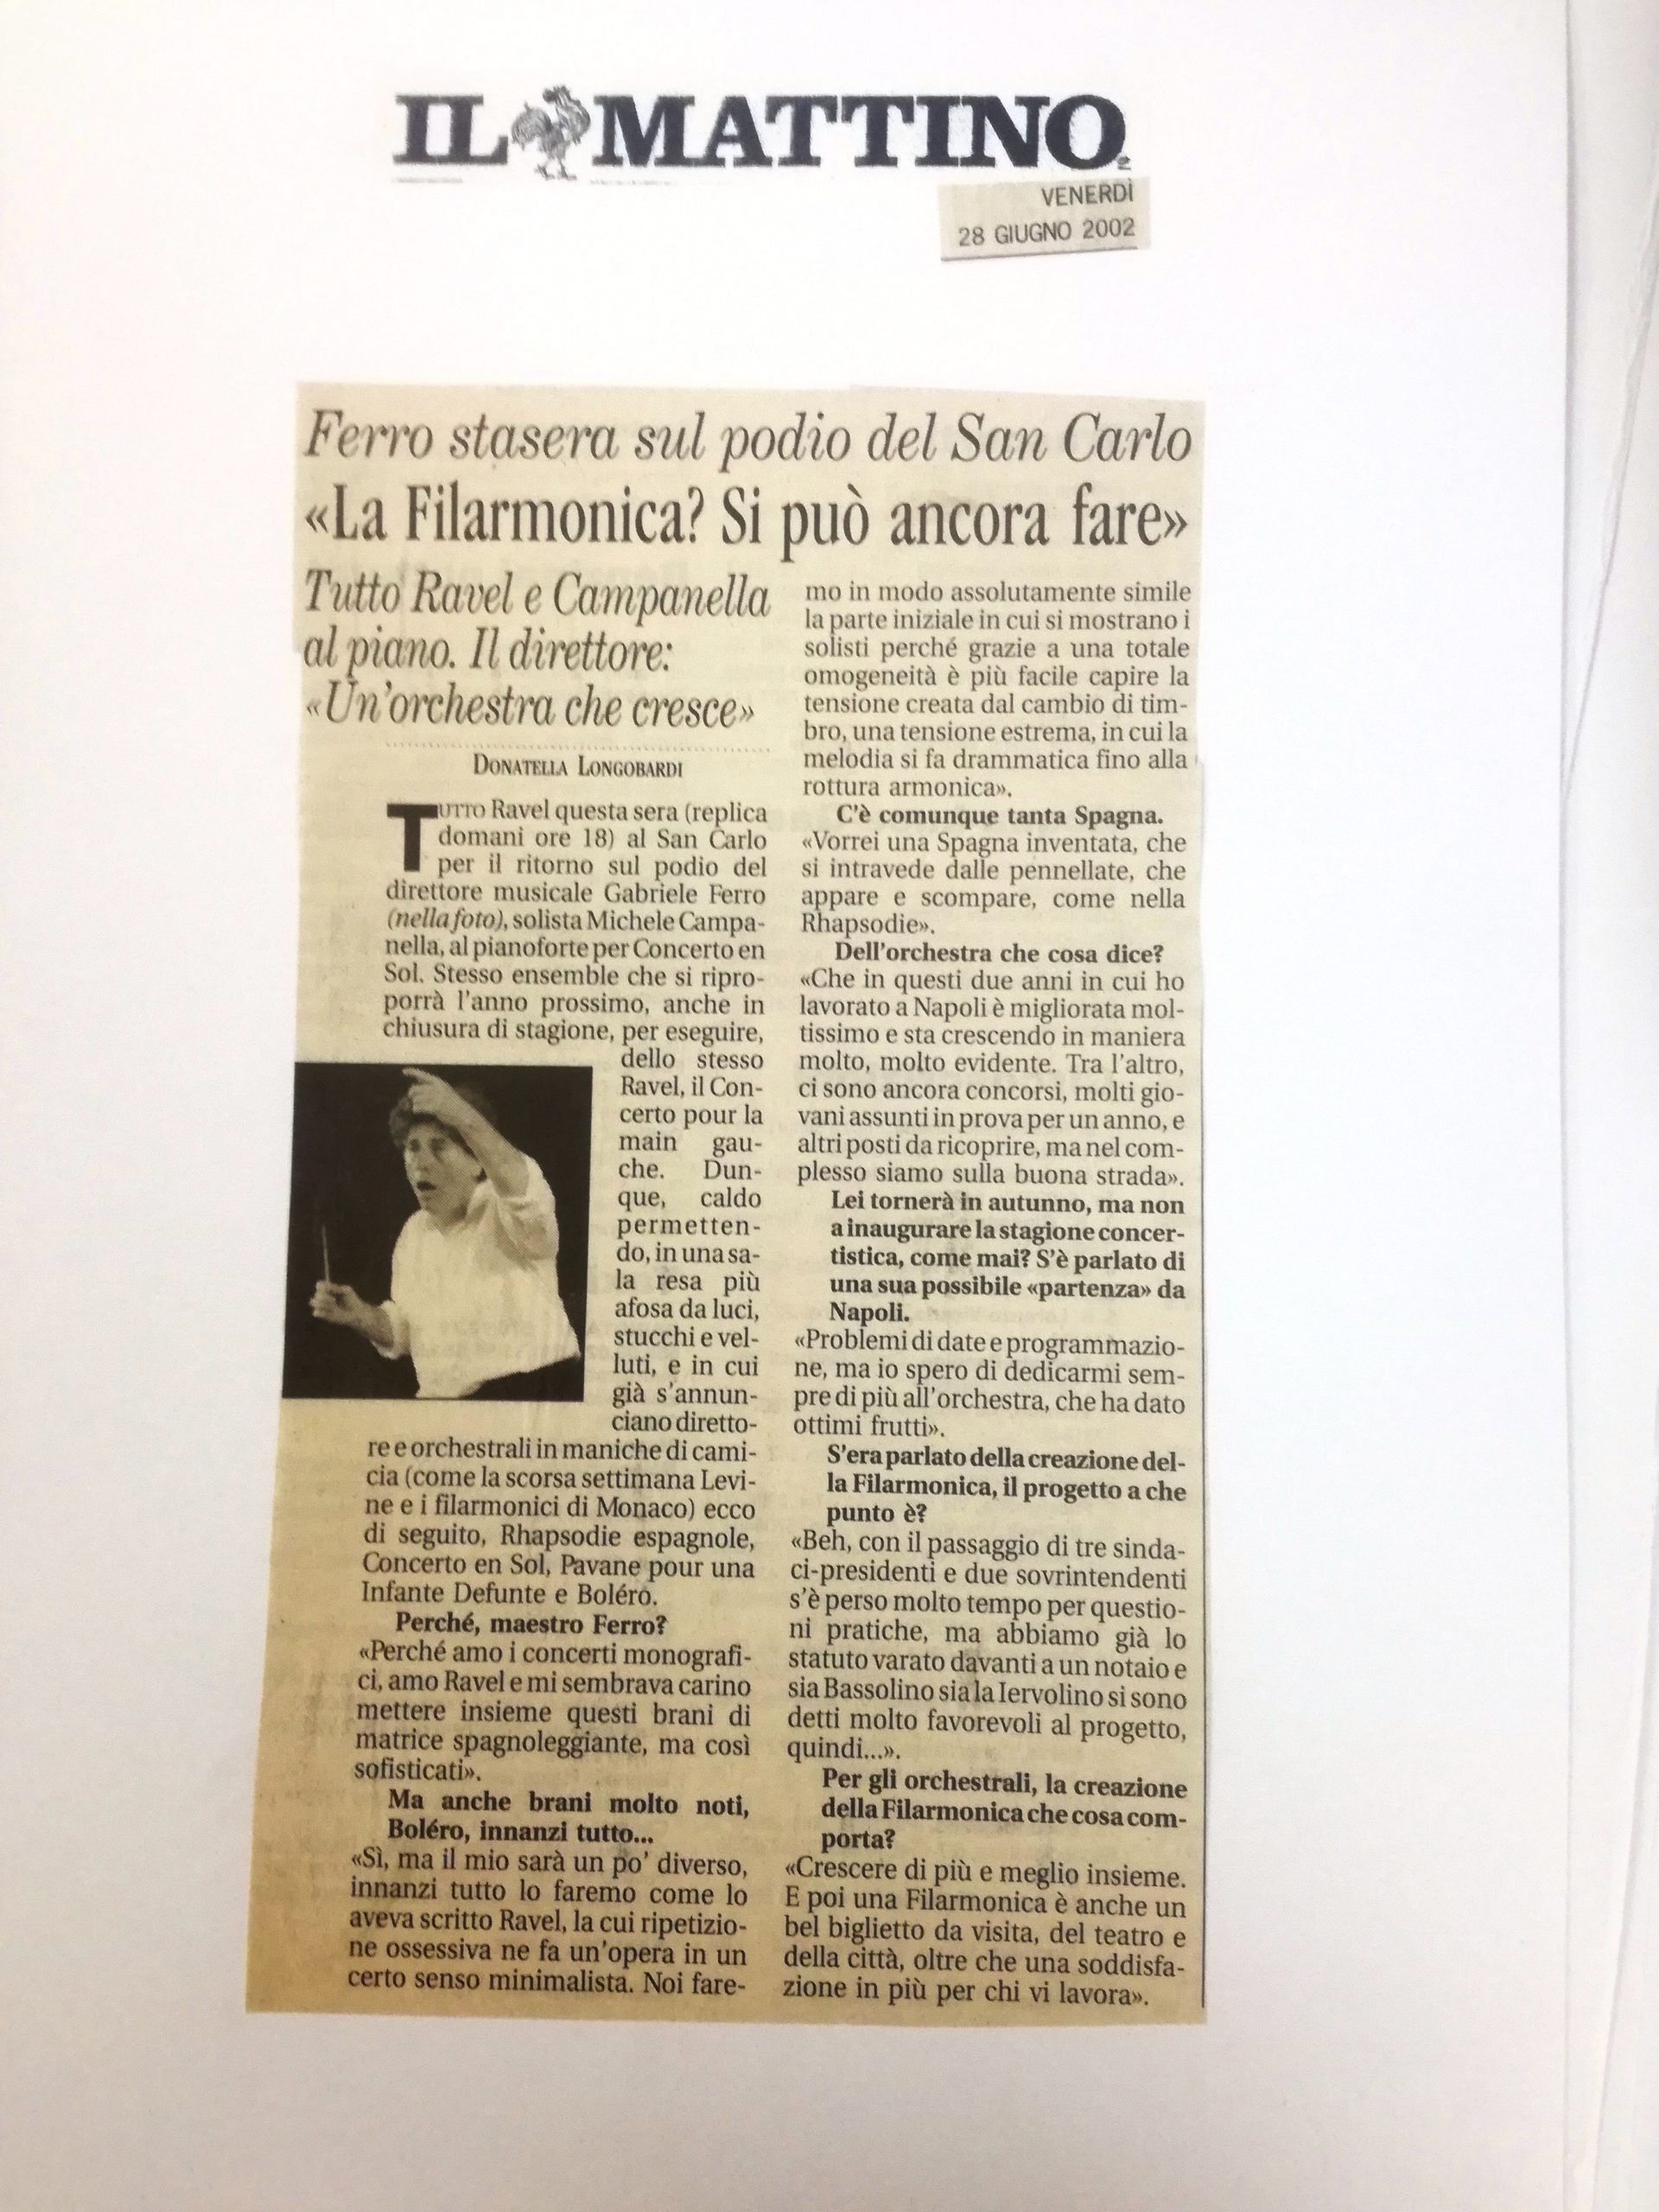 IL MATTINO
VENERDÌ
28 GIUGNO 2002
Ferro stasera sul podio del San Carlo
«La Filarmonica? Si può ancora fare»
Tutto Ravel e Campanella
al piano. Il direttore:
«Un'orchestra che cresce»
DONATELLA LONGOBARDI
TUTTO Ravel questa sera (replica
domani ore 18) al San Carlo
per il ritorno sul podio del
direttore musicale Gabriele Ferro
(nella foto), solista Michele Campa-
nella, al pianoforte per Concerto en
Sol. Stesso ensemble che si ripro-
porrà l'anno prossimo, anche in
chiusura di stagione, per eseguire,
dello stesso
Ravel, il Con-
certo pour la
main gau-
che. Dun-
que, caldo
permetten-
do, in una sa-
la resa più
afosa da luci,
stucchi e vel-
luti, e in cui
già s'annun-
ciano diretto-
re e orchestrali in maniche di cami-
cia (come la scorsa settimana Levi-
ne e i filarmonici di Monaco) ecco
di seguito, Rhapsodie espagnole,
Concerto en Sol, Pavane pour una
Infante Defunte e Boléro.
Perché, maestro Ferro?
«Perché amo i concerti monografi-
ci, amo Ravel e mi sembrava carino
mettere insieme questi brani di
matrice spagnoleggiante, ma così
sofisticati».
Ma anche brani molto noti,
Boléro, innanzi tutto...
«Sì, ma il mio sarà un po' diverso,
innanzi tutto lo faremo come lo
aveva scritto Ravel, la cui ripetizio-
ne ossessiva ne fa un'opera in un
certo senso minimalista. Noi fare-
mo in modo assolutamente simile
la parte iniziale in cui si mostrano i
solisti perché grazie a una totale
omogeneità è più facile capire la
tensione creata dal cambio di tim-
bro, una tensione estrema, in cui la
melodia si fa drammatica fino alla
rottura armonica».
C'è comunque tanta Spagna.
«Vorrei una Spagna inventata, che
si intravede dalle pennellate, che
appare e scompare, come nella
Rhapsodie».
Dell'orchestra che cosa dice?
«Che in questi due anni in cui ho
lavorato a Napoli è migliorata mol-
tissimo e sta crescendo in maniera
molto, molto evidente. Tra l'altro,
ci sono ancora concorsi, molti gio-
vani assunti in prova per un anno, e
altri posti da ricoprire, ma nel com-
plesso siamo sulla buona strada».
Lei tornerà in autunno, ma non
a inaugurare la stagione concer-
tistica, come mai? S'è parlato di
una sua possibile «partenza» da
Napoli.
«Problemi di date e programmazio-
ne, ma io spero di dedicarmi sem-
pre di più all'orchestra, che ha dato
ottimi frutti».
S'era parlato della creazione del-
la Filarmonica, il progetto a che
punto è?
«Beh, con il passaggio di tre sinda-
ci-presidenti e due sovrintendenti
s'è perso molto tempo per questio-
ni pratiche, ma abbiamo già lo
statuto varato davanti a un notaio e
sia Bassolino sia la Iervolino si sono
detti molto favorevoli al progetto,
quindi...».
Per gli orchestrali, la creazione
della Filarmonica che cosa com-
porta?
«Crescere di più e meglio insieme.
E poi una Filarmonica è anche un
bel biglietto da visita, del teatro e
della città, oltre che una soddisfa-
zione in più per chi vi lavora».